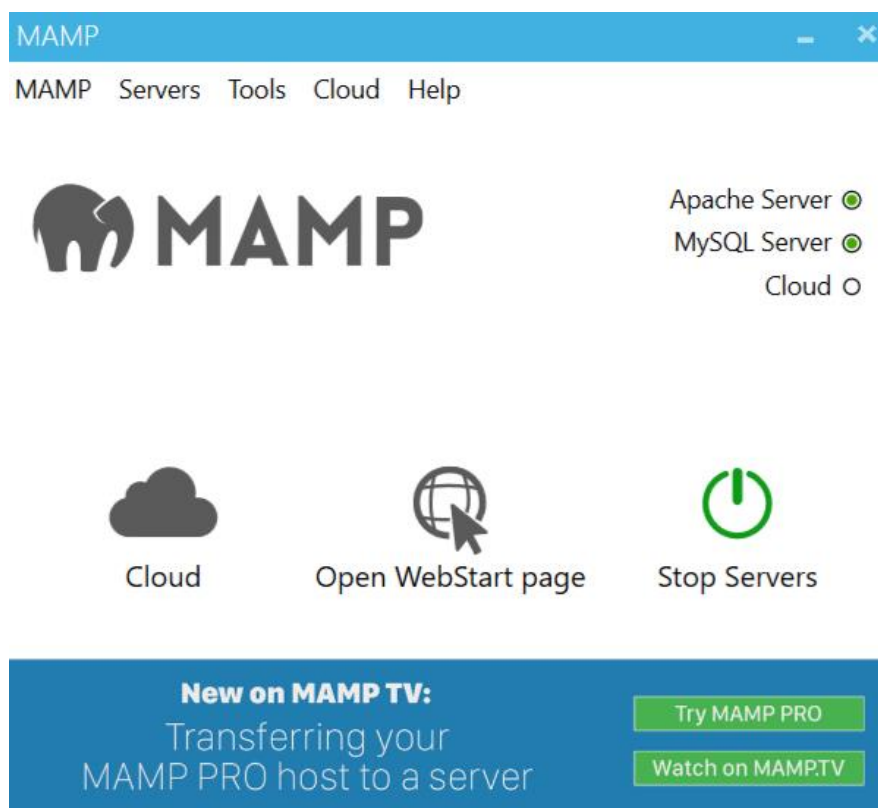 MAMP
MAMP Servers Tools Cloud Help
MAMP
Apache Server
MySQL Server
Cloud
Cloud
Open WebStart page
Stop Servers
New on MAMP TV:
Transferring your
MAMP PRO host to a server
Try MAMP PRO
Watch on MAMP.TV